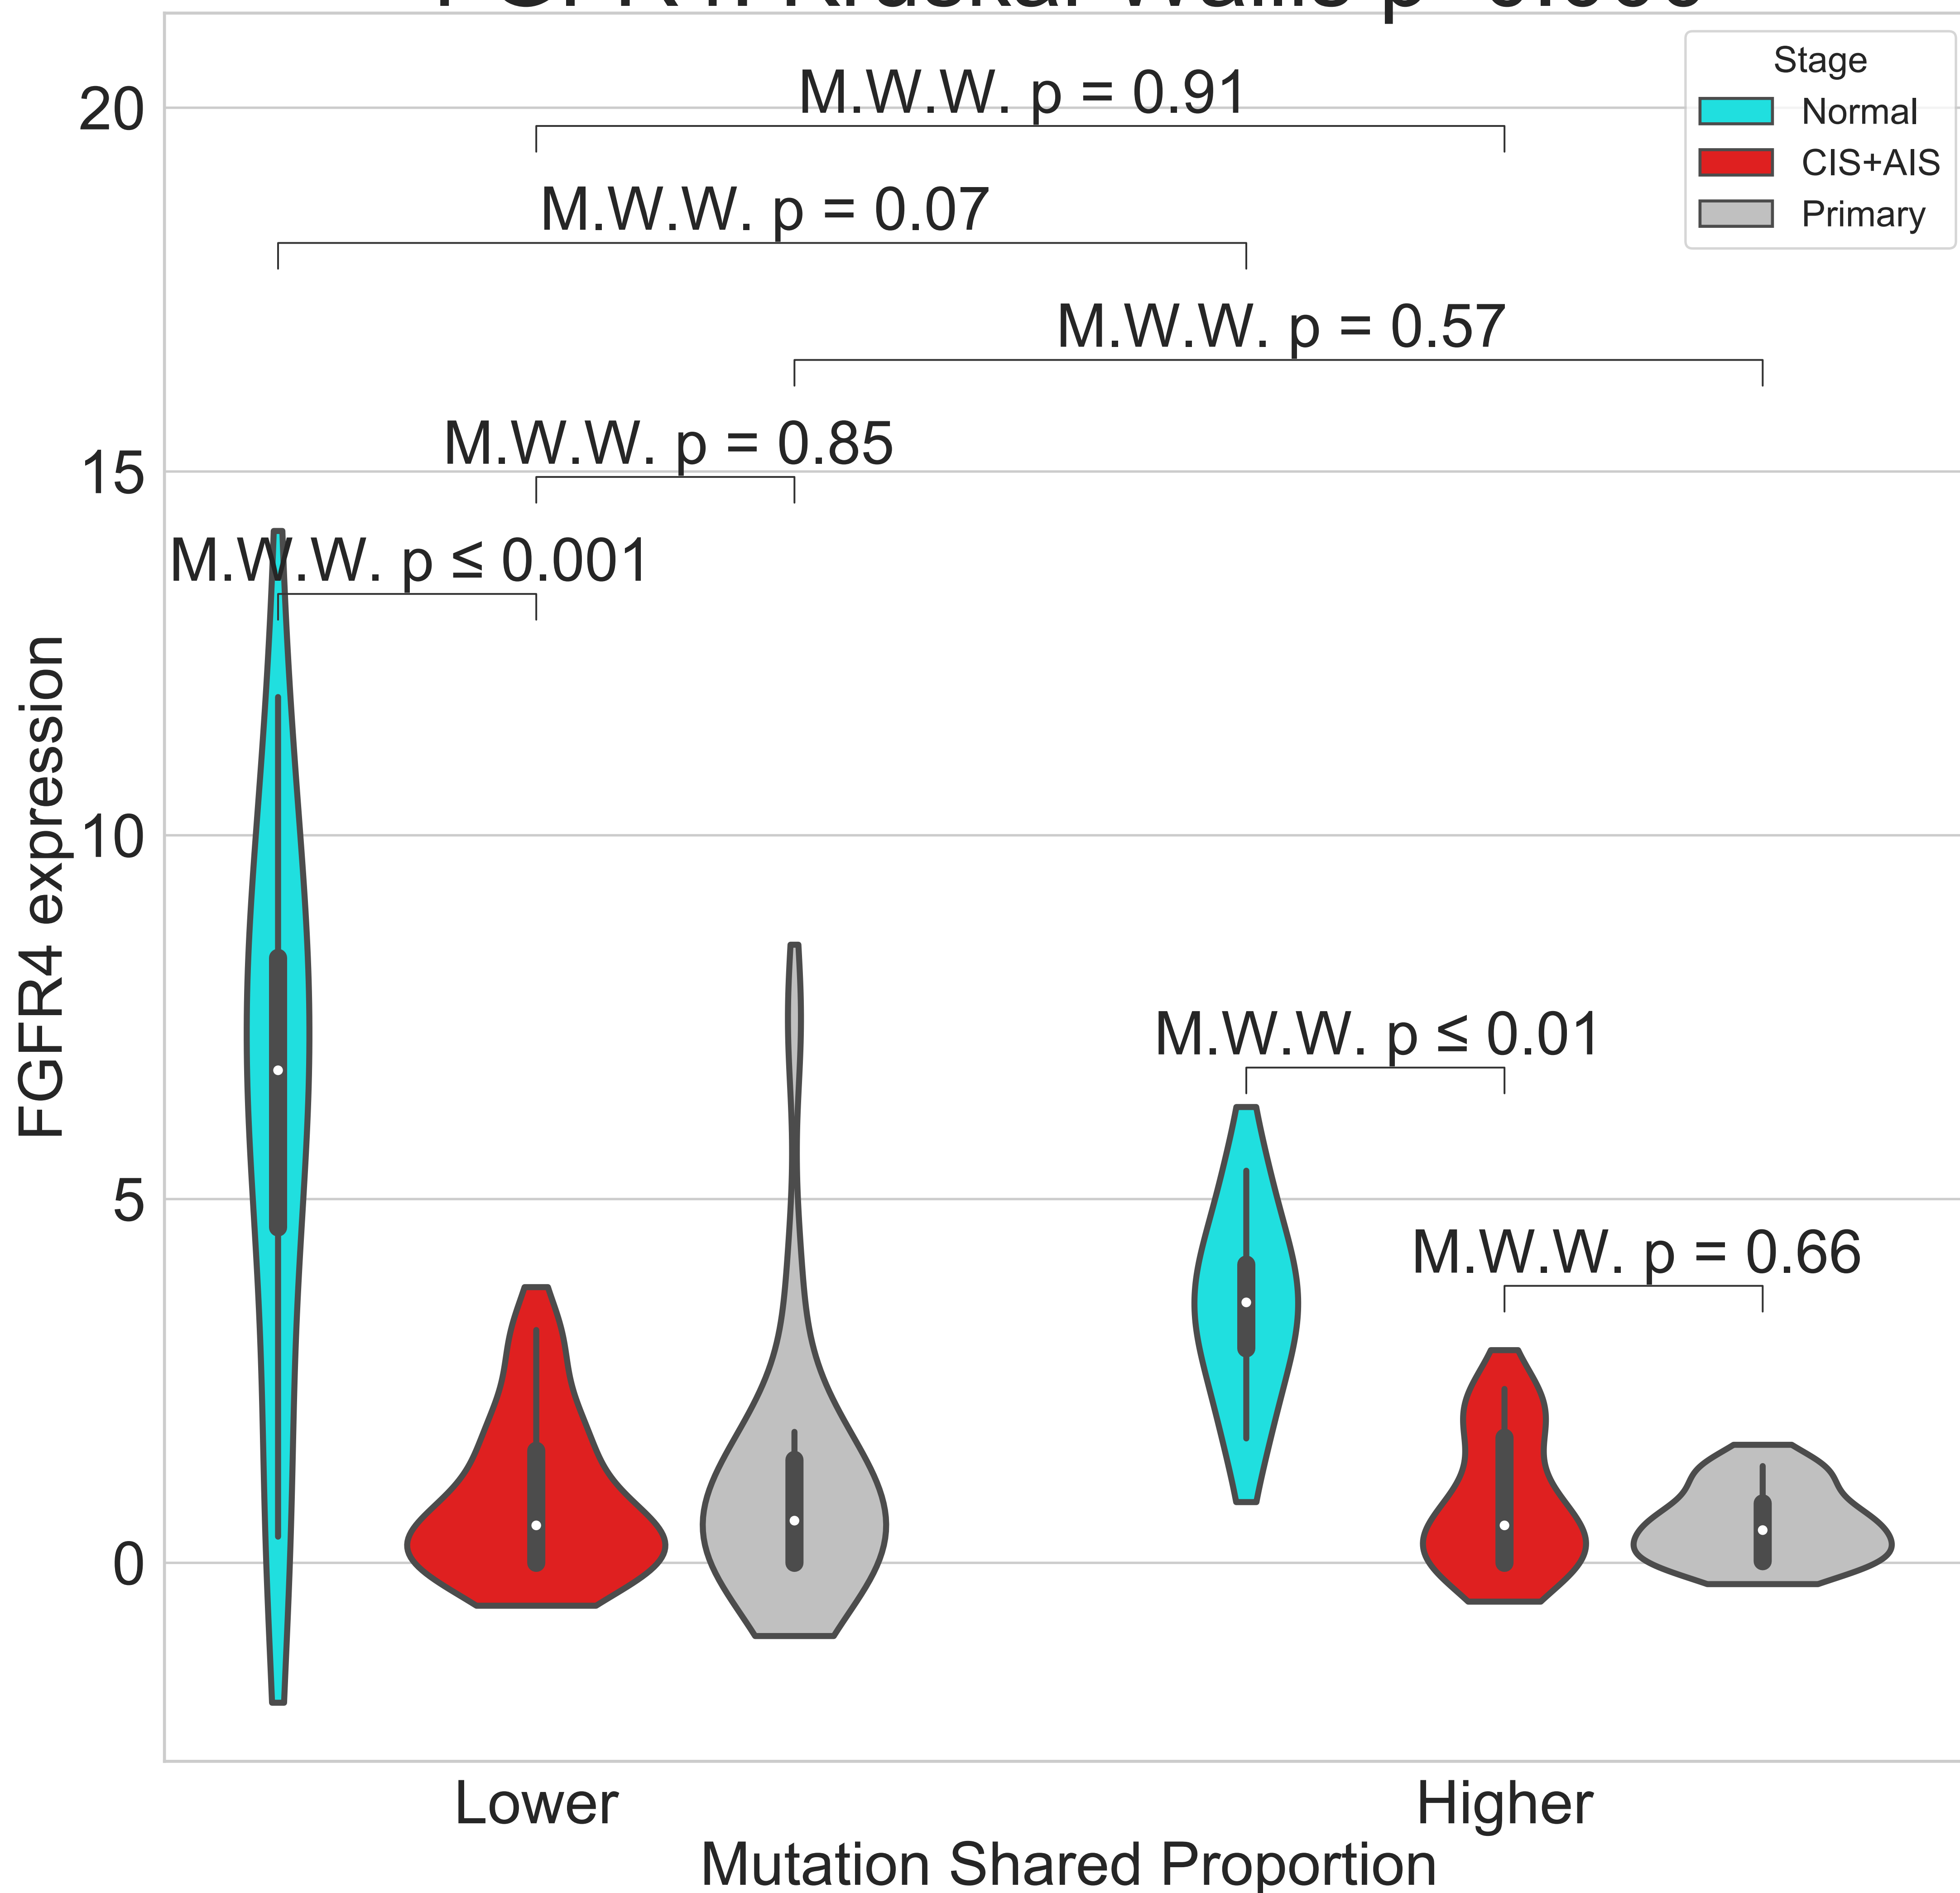 Stage
Normal
CIS+AIS
Primary
M.W.W. p = 0.91
M.W.W. p = 0.07
M.W.W. p = 0.57
M.W.W. p = 0.85
M.W.W. p ≤ 0.001
M.W.W. p ≤ 0.01
M.W.W. p = 0.66
20
15
10
5
0
FGFR4 expression
Lower
Higher
Mutation Shared Proportion